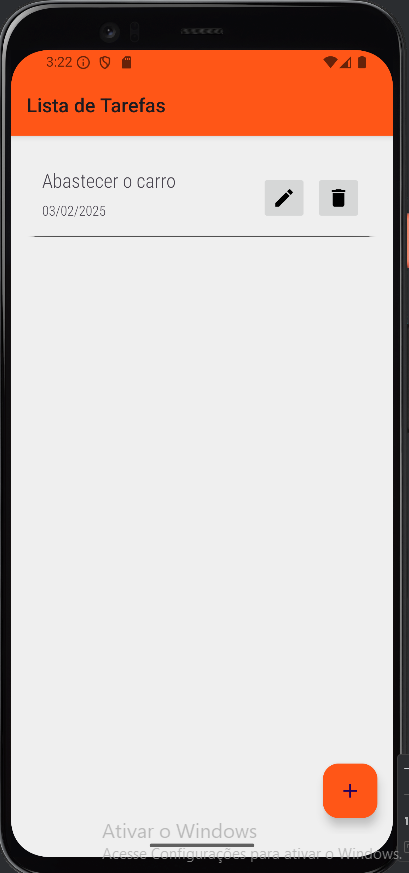 3:22
Lista de Tarefas
Abastecer o carro
03/02/2025
+
Ativar o Windows
Acesse Configurações para ativar o Windows.